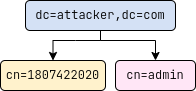 dc=attacker,dc=com
cn=1807422020
cn=admin